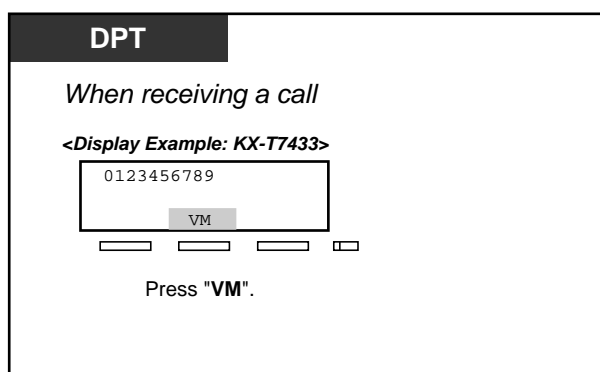 DPT
When receiving a call
<Display Example: KX-T7433>
0123456789
VM
Press "VM".